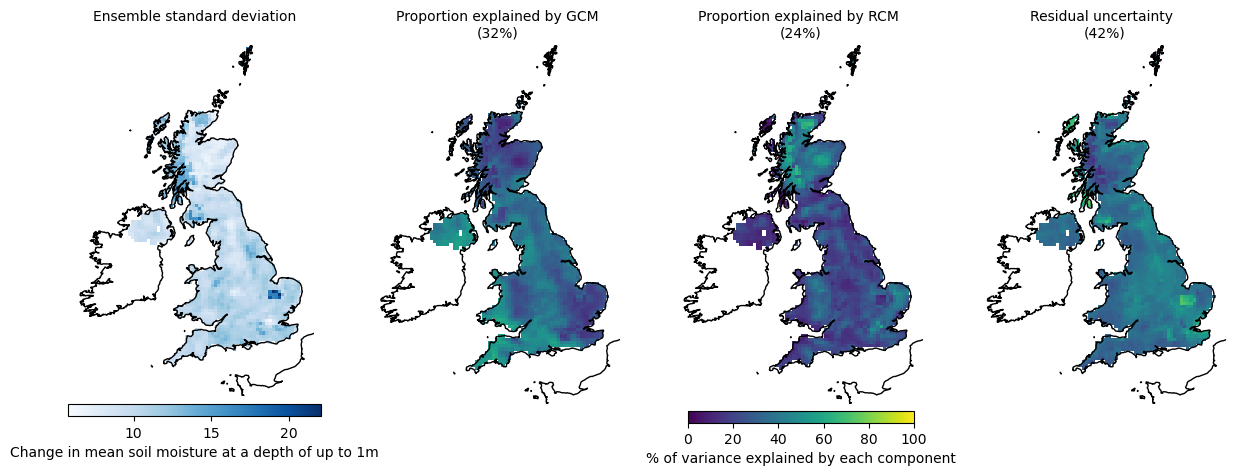 Ensemble standard deviation
Proportion explained by GCM
(32%)
Proportion explained by RCM
(24%)
Residual uncertainty
(42%)
10 15 20
Change in mean soil moisture at a depth of up to 1m
0 20 40 60 80 100
% of variance explained by each component